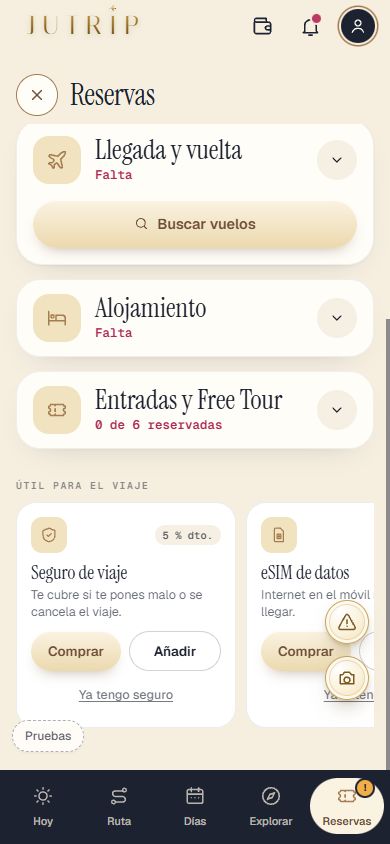 JUTRIP
Reservas
Llegada y vuelta
Falta
Buscar vuelos
Alojamiento
Falta
Entradas y Free Tour
0 de 6 reservadas
ÚTIL PARA EL VIAJE
5 % dto.
Seguro de viaje
Te cubre si te pones malo o se
cancela el viaje.
Comprar
Añadir
Ya tengo seguro
eSIM de datos
Internet en el móvil
llegar.
Comprar
Pruebas
Hoy
Ruta
Días
Explorar
!
Reservas